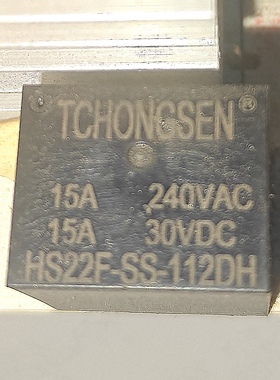 TCHONGSEN ®
15A 240VAC
15A 30VDC
HS22F-SS-112DH